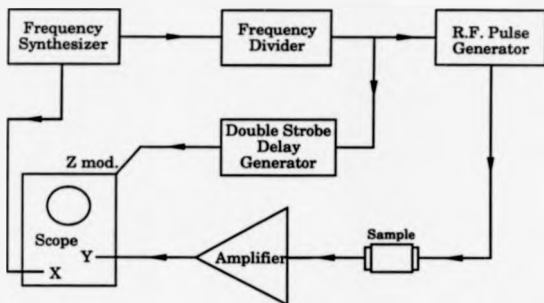 Frequency
Synthesizer
Frequency
Divider
R.F. Pulse
Generator
Double Strobe
Delay
Generator
Z mod.
Scope
Y
X
Amplifier
Sample